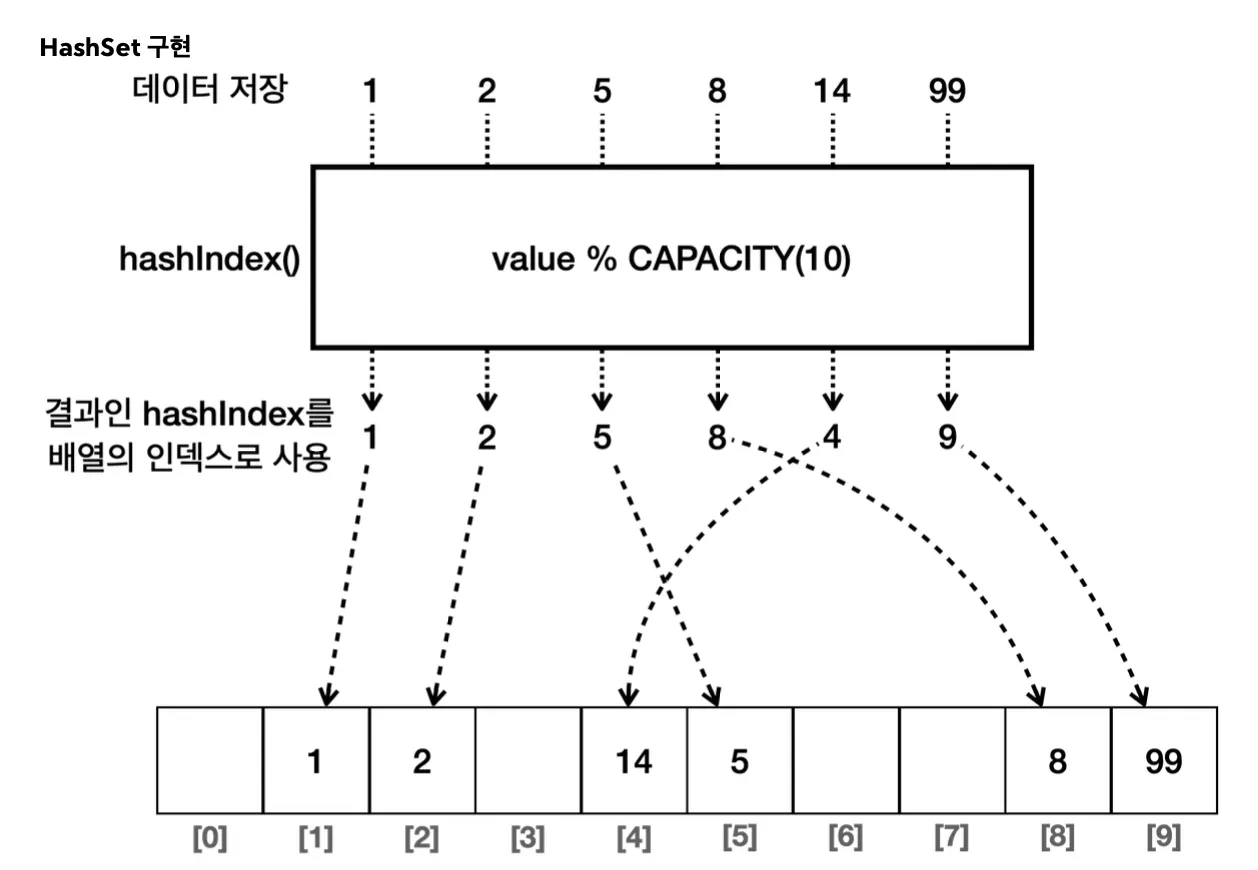 HashSet 구현
데이터 저장 1 2 5 8 14 99
hashIndex() value % CAPACITY(10)
결과인 hashIndex를
배열의 인덱스로 사용
1 2 5 8 4 9
1 2 14 5 8 99
[0] [1] [2] [3] [4] [5] [6] [7] [8] [9]